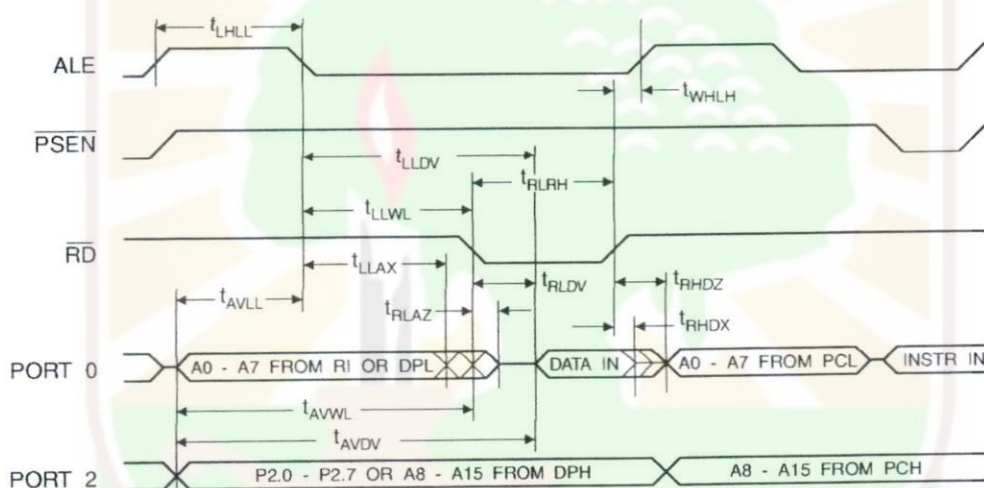 tLHLL
ALE
tWHLH
PSEN
tLLDV
tRLRH
tLLWL
RD
tLLAX
tRLDV
tRHDZ
tAVLL
tRLAZ
tRHDX
PORT 0
A0 - A7 FROM RI OR DPL
DATA IN
A0 - A7 FROM PCL
INSTR IN
tAVWL
tAVDV
PORT 2
P2.0 - P2.7 OR A8 - A15 FROM DPH
A8 - A15 FROM PCH